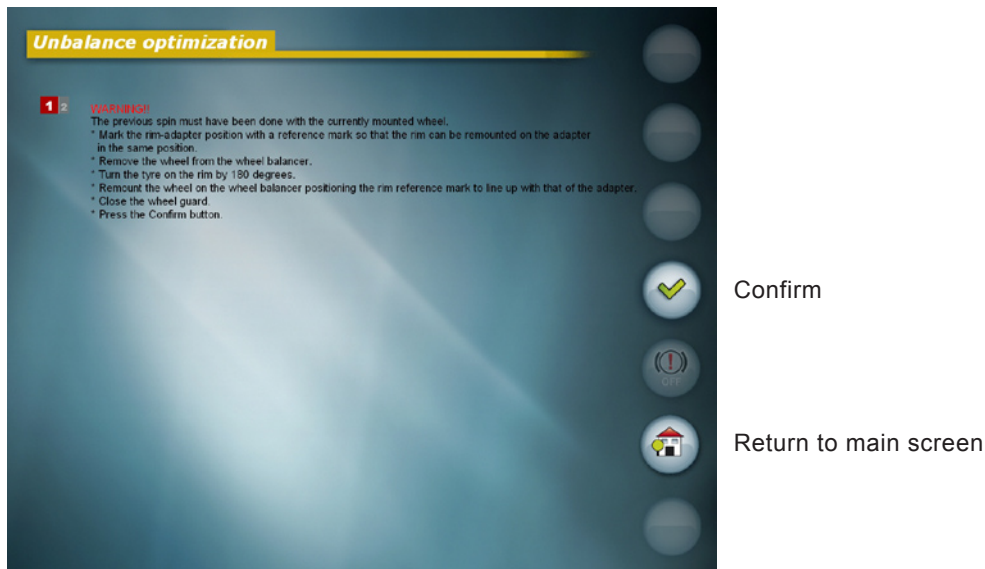 Unbalance optimization
1 2 WARNING!!
The previous spin must have been done with the currently mounted wheel.
* Mark the rim-adapter position with a reference mark so that the rim can be remounted on the adapter
in the same position.
* Remove the wheel from the wheel balancer.
* Turn the tyre on the rim by 180 degrees.
* Remount the wheel on the wheel balancer positioning the rim reference mark to line up with that of the adapter.
* Close the wheel guard.
* Press the Confirm button.
Confirm
OFF
Return to main screen